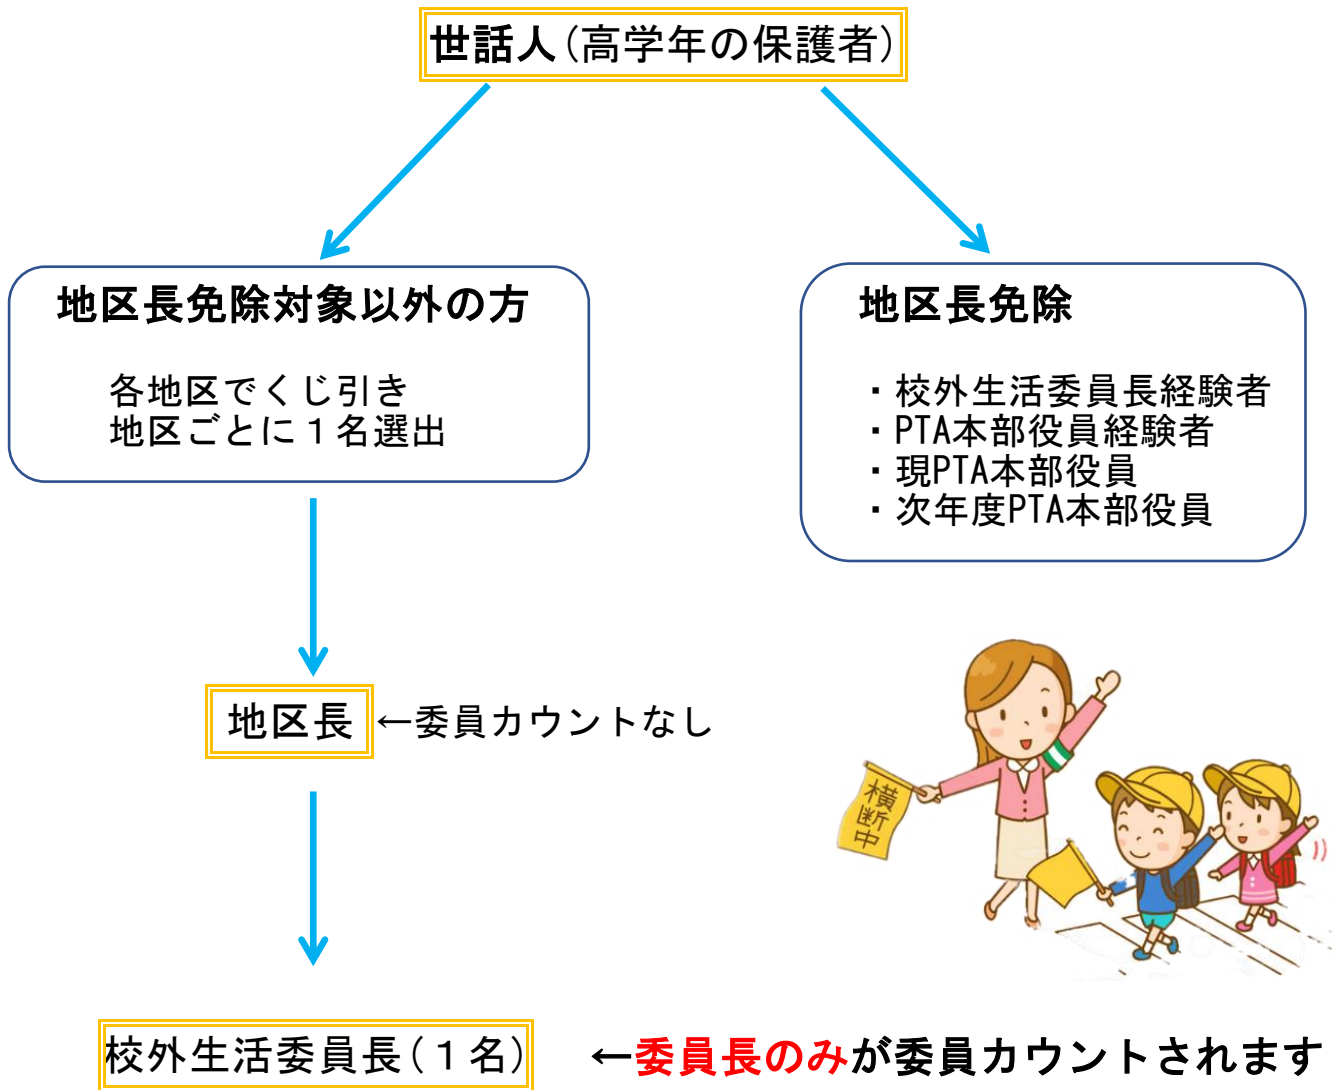 世話人(高学年の保護者)
地区長免除対象以外の方
各地区でくじ引き
地区ごとに１名選出
地区長免除
・校外生活委員長経験者
・PTA本部役員経験者
・現PTA本部役員
・次年度PTA本部役員
地区長 ←委員カウントなし
横断中
校外生活委員長(１名) ←委員長のみが委員カウントされます